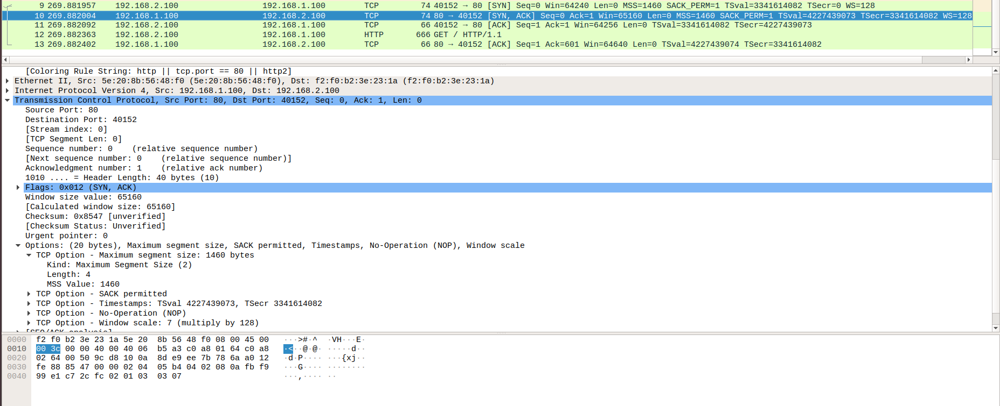 9 269.881957 192.168.2.100 192.168.1.100 TCP 74 40152 → 80 [SYN] Seq=0 Win=64240 Len=0 MSS=1460 SACK_PERM=1 TSval=3341614082 TSecr=0 WS=128
10 269.882004 192.168.1.100 192.168.2.100 TCP 74 80 → 40152 [SYN, ACK] Seq=0 Ack=1 Win=65160 Len=0 MSS=1460 SACK_PERM=1 TSval=4227439073 TSecr=3341614082 WS=128
11 269.882092 192.168.2.100 192.168.1.100 TCP 66 40152 → 80 [ACK] Seq=1 Ack=1 Win=64256 Len=0 TSval=3341614082 TSecr=4227439073
12 269.882363 192.168.2.100 192.168.1.100 HTTP 666 GET / HTTP/1.1
13 269.882402 192.168.1.100 192.168.2.100 TCP 66 80 → 40152 [ACK] Seq=1 Ack=601 Win=64640 Len=0 TSval=4227439074 TSecr=3341614082
[Coloring Rule String: http || tcp.port == 80 || http2]
Ethernet II, Src: 5e:20:8b:56:48:f0 (5e:20:8b:56:48:f0), Dst: f2:f0:b2:3e:23:1a (f2:f0:b2:3e:23:1a)
Internet Protocol Version 4, Src: 192.168.1.100, Dst: 192.168.2.100
Transmission Control Protocol, Src Port: 80, Dst Port: 40152, Seq: 0, Ack: 1, Len: 0
Source Port: 80
Destination Port: 40152
[Stream index: 0]
[TCP Segment Len: 0]
Sequence number: 0 (relative sequence number)
[Next sequence number: 0 (relative sequence number)]
Acknowledgment number: 1 (relative ack number)
1010 .... = Header Length: 40 bytes (10)
Flags: 0x012 (SYN, ACK)
Window size value: 65160
[Calculated window size: 65160]
Checksum: 0x8547 [unverified]
[Checksum Status: Unverified]
Urgent pointer: 0
Options: (20 bytes), Maximum segment size, SACK permitted, Timestamps, No-Operation (NOP), Window scale
TCP Option - Maximum segment size: 1460 bytes
Kind: Maximum Segment Size (2)
Length: 4
MSS Value: 1460
TCP Option - SACK permitted
TCP Option - Timestamps: TSval 4227439073, TSecr 3341614082
TCP Option - No-Operation (NOP)
TCP Option - Window scale: 7 (multiply by 128)
[SEQ/ACK analysis]
0000 f2 f0 b2 3e 23 1a 5e 20 8b 56 48 f0 08 00 45 00 ···>#·^ ·VH···E·
0010 00 3c 00 00 40 00 40 06 b5 a3 c0 a8 01 64 c0 a8 ·<··@·@· ·····d··
0020 02 64 00 50 9c d8 10 0a 8d e9 ee 7b 78 6a a0 12 ·d·P···· ···{xj··
0030 fe 88 85 47 00 00 02 04 05 b4 04 02 08 0a fb f9 ···G···· ········
0040 99 e1 c7 2c fc 02 01 03 03 07 ···,···· ··